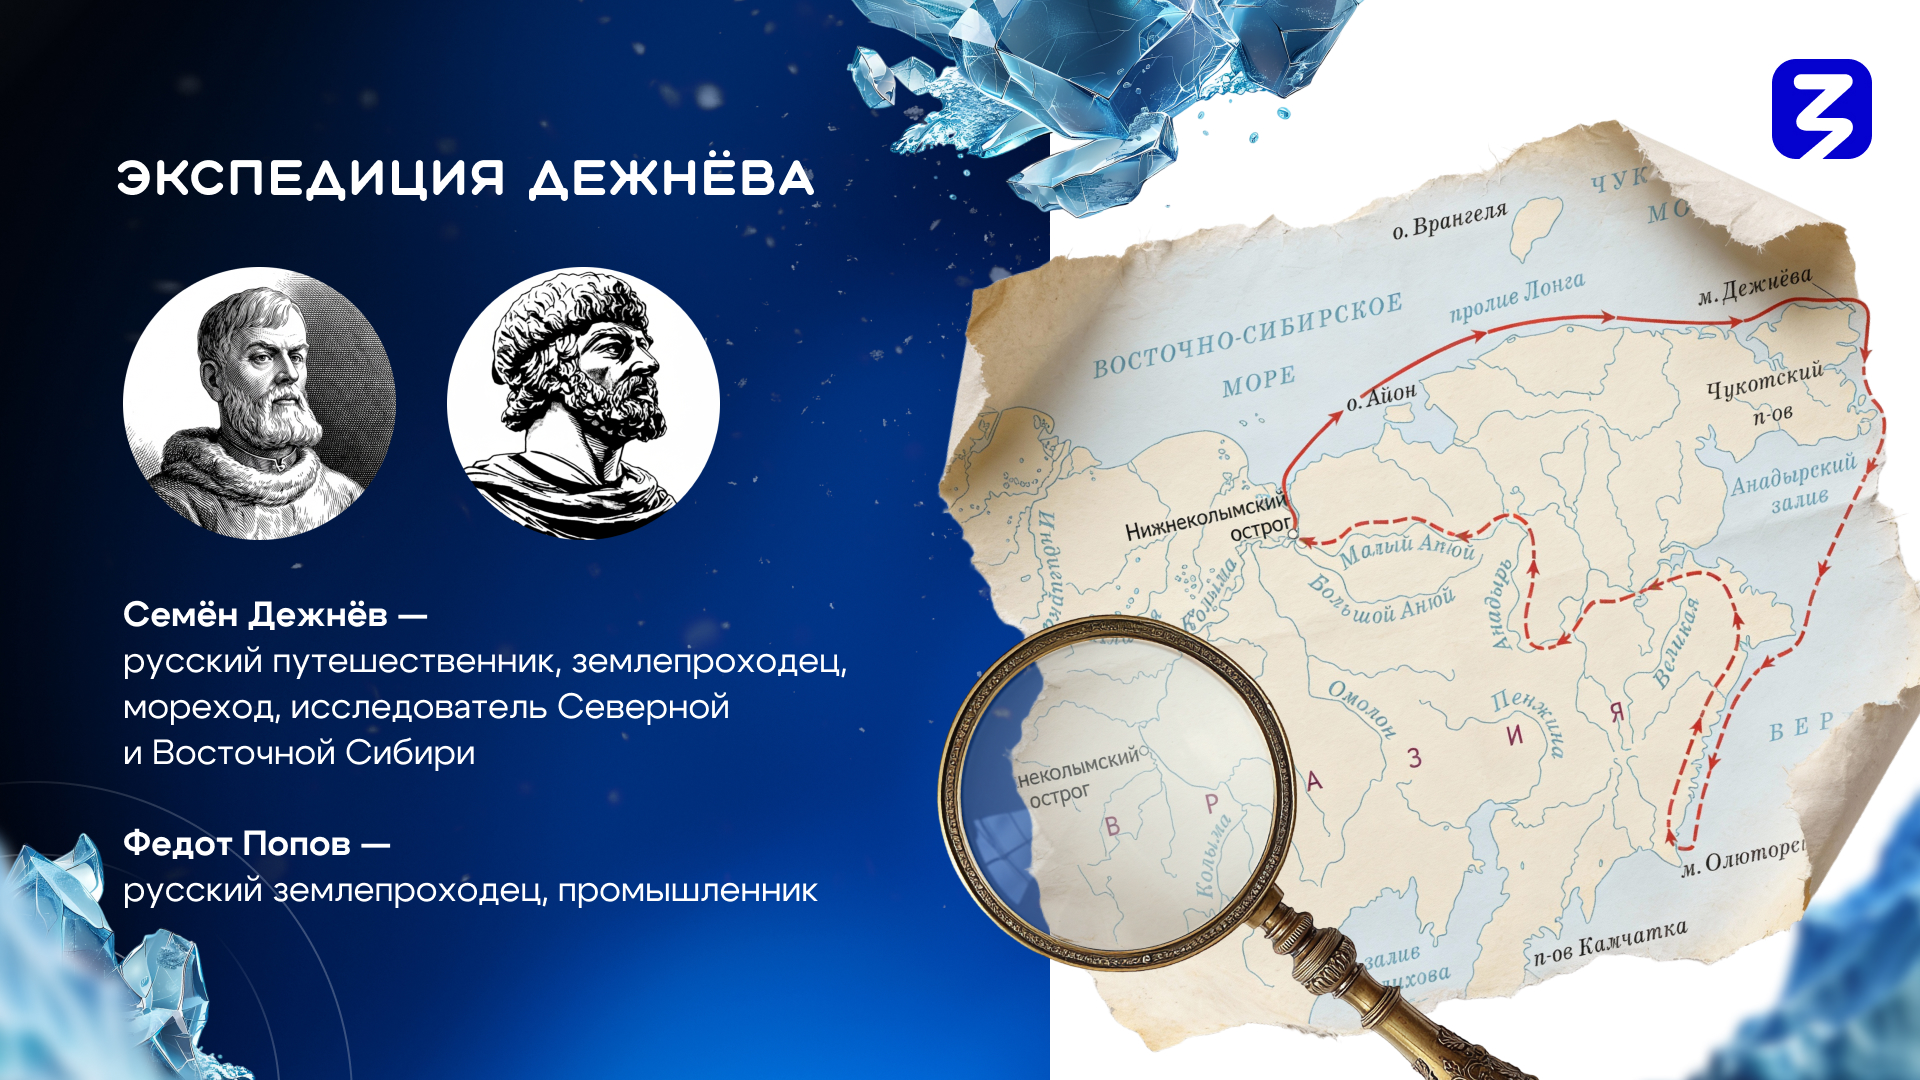 ЭКСПЕДИЦИЯ ДЕЖНЁВА
Семён Дежнёв —
русский путешественник, землепроходец,
мореход, исследователь Северной
и Восточной Сибири
Федот Попов —
русский землепроходец, промышленник
о. Врангеля
ВОСТОЧНО-СИБИРСКОЕ
МОРЕ
пролив Лонга
м. Дежнёва
о. Айон
Чукотский
п-ов
Анадырский
залив
Нижнеколымский
острог
Малый Анюй
Большой Анюй
Индигирка
Колыма
Анадырь
Великая
Омолон
Пенжина
неколымский
острог
В Р А З И Я
Колыма
м. Олюторе
п-ов Камчатка
залив